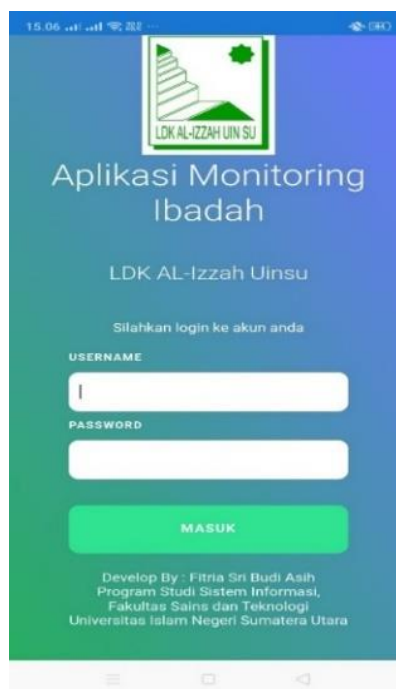 15.06
LDK AL-IZZAH UIN SU
Aplikasi Monitoring
Ibadah
LDK AL-Izzah Uinsu
Silahkan login ke akun anda
USERNAME
PASSWORD
MASUK
Develop By : Fitria Sri Budi Asih
Program Studi Sistem Informasi,
Fakultas Sains dan Teknologi
Universitas Islam Negeri Sumatera Utara